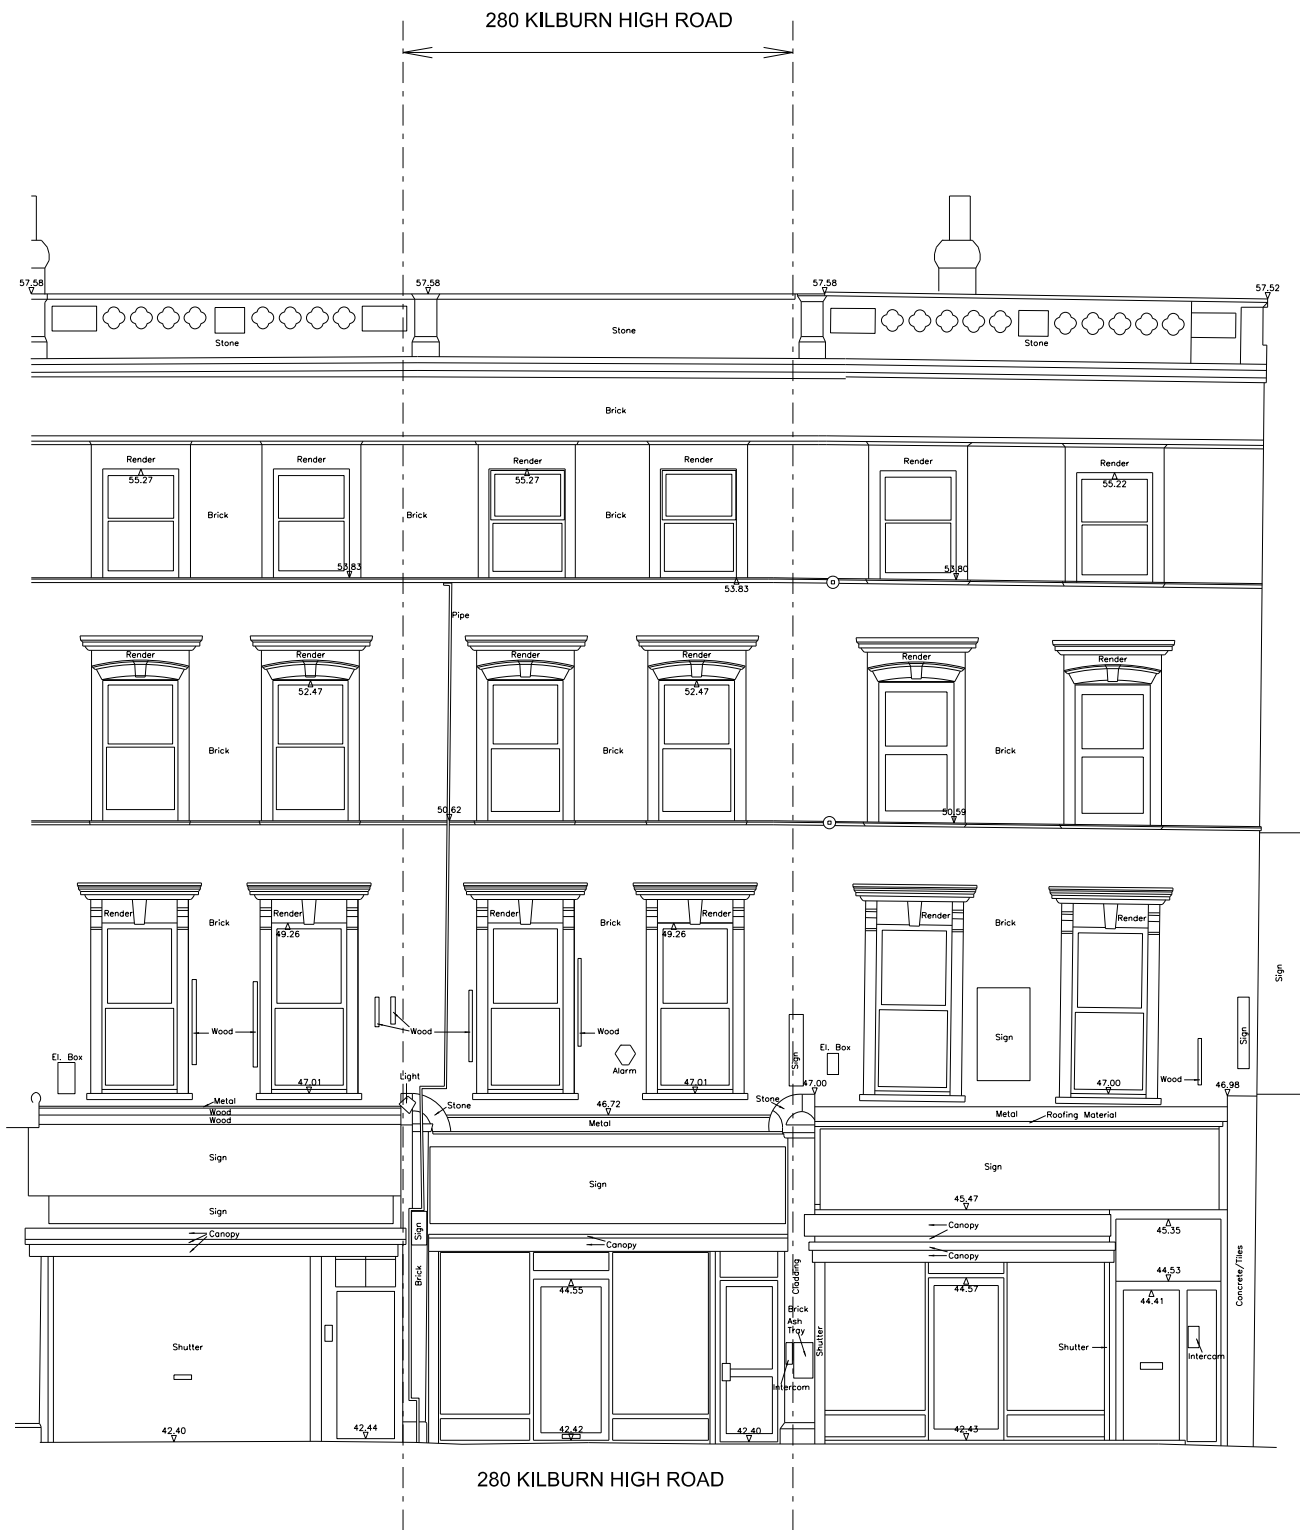 280 KILBURN HIGH ROAD
57.58
57.58
57.58
57.52
Stone
Stone
Stone
Brick
Render
Render
Render
Render
Render
Render
55.27
55.27
55.22
Brick
Brick
Brick
53.83
53.83
53.80
Pipe
Render
Render
Render
Render
Render
Render
52.47
52.47
Brick
Brick
Brick
50.62
50.59
Render
Render
Render
Render
Render
Render
Brick
Brick
Brick
49.26
49.26
Sign
Wood
Wood
Wood
Sign
Sign
El. Box
Alarm
Sign
El. Box
Wood
Light
47.01
47.01
47.00
47.00
46.98
Metal
Wood
Wood
Stone
Stone
46.72
Metal
Metal
Roofing Material
Sign
Sign
Sign
Sign
45.47
Sign
Canopy
Canopy
Canopy
Canopy
45.35
Brick
Cladding
Concrete/Tiles
44.55
44.57
44.53
44.41
Brick
Ash
Tray
Shutter
Shutter
Shutter
Intercom
Intercom
42.40
42.44
42.42
42.40
42.43
280 KILBURN HIGH ROAD